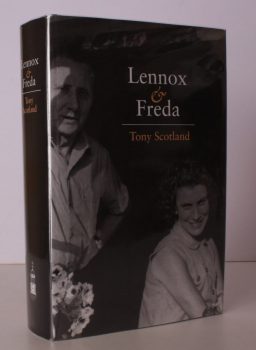 Lennox
&
Freda
Tony Scotland
Lennox
&
Freda
Tony
Scotland